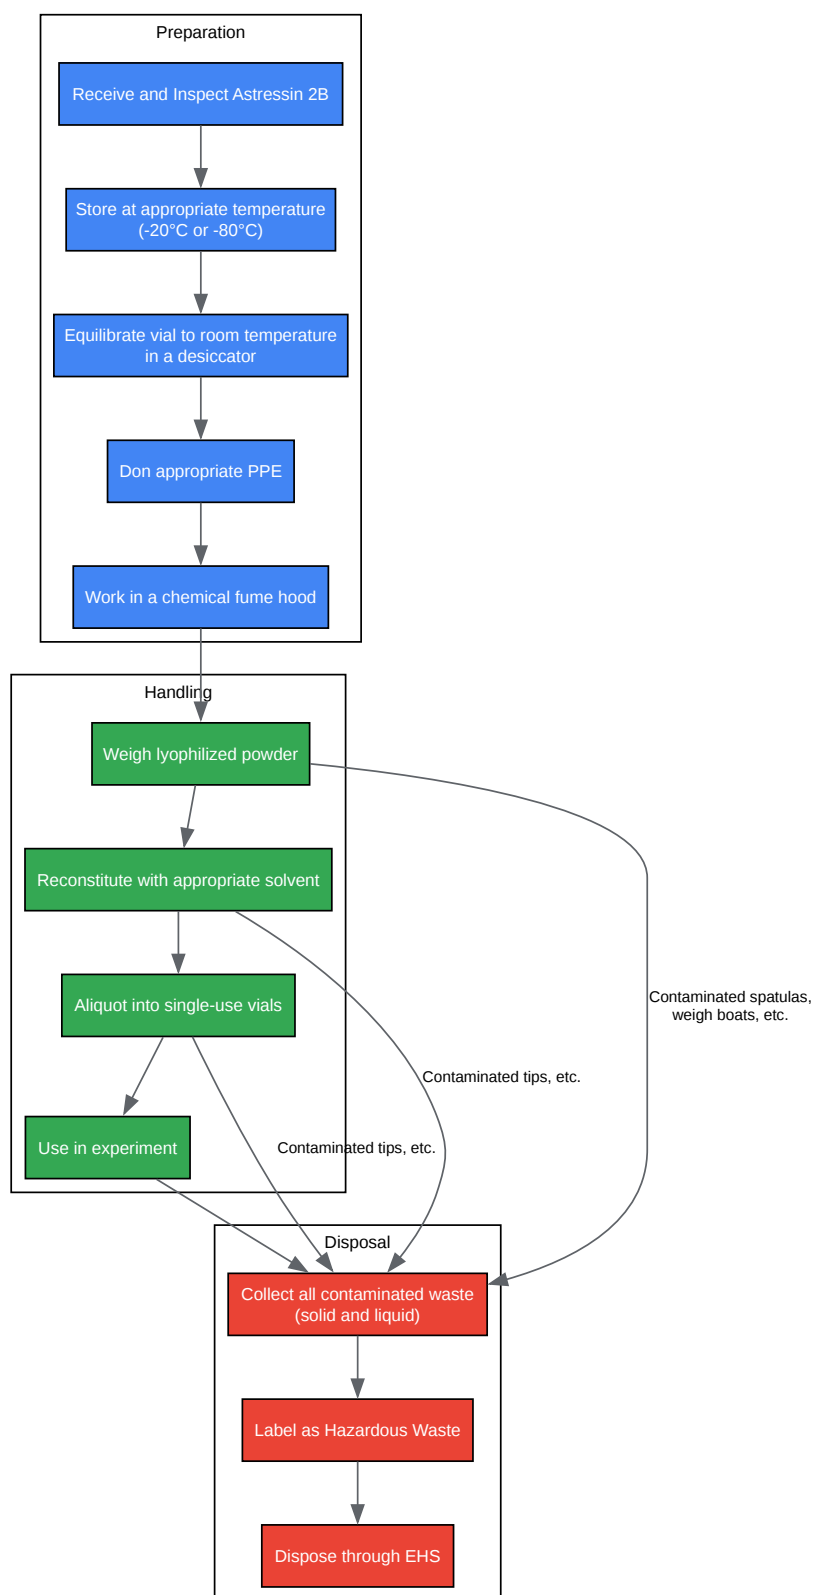 Preparation
Receive and Inspect Astressin 2B
Store at appropriate temperature
(-20°C or -80°C)
Equilibrate vial to room temperature
in a desiccator
Don appropriate PPE
Work in a chemical fume hood
Handling
Weigh lyophilized powder
Reconstitute with appropriate solvent
Aliquot into single-use vials
Contaminated spatulas,
weigh boats, etc.
Contaminated tips, etc.
Contaminated tips, etc.
Use in experiment
Disposal
Collect all contaminated waste
(solid and liquid)
Label as Hazardous Waste
Dispose through EHS